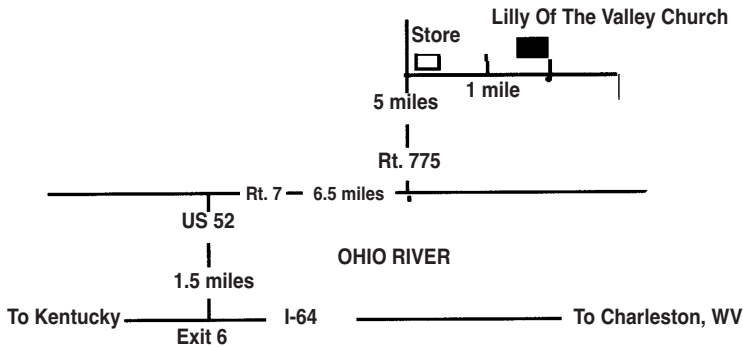 Lilly Of The Valley Church
Store
5 miles
1 mile
Rt. 775
Rt. 7
6.5 miles
US 52
OHIO RIVER
1.5 miles
To Kentucky
I-64
To Charleston, WV
Exit 6